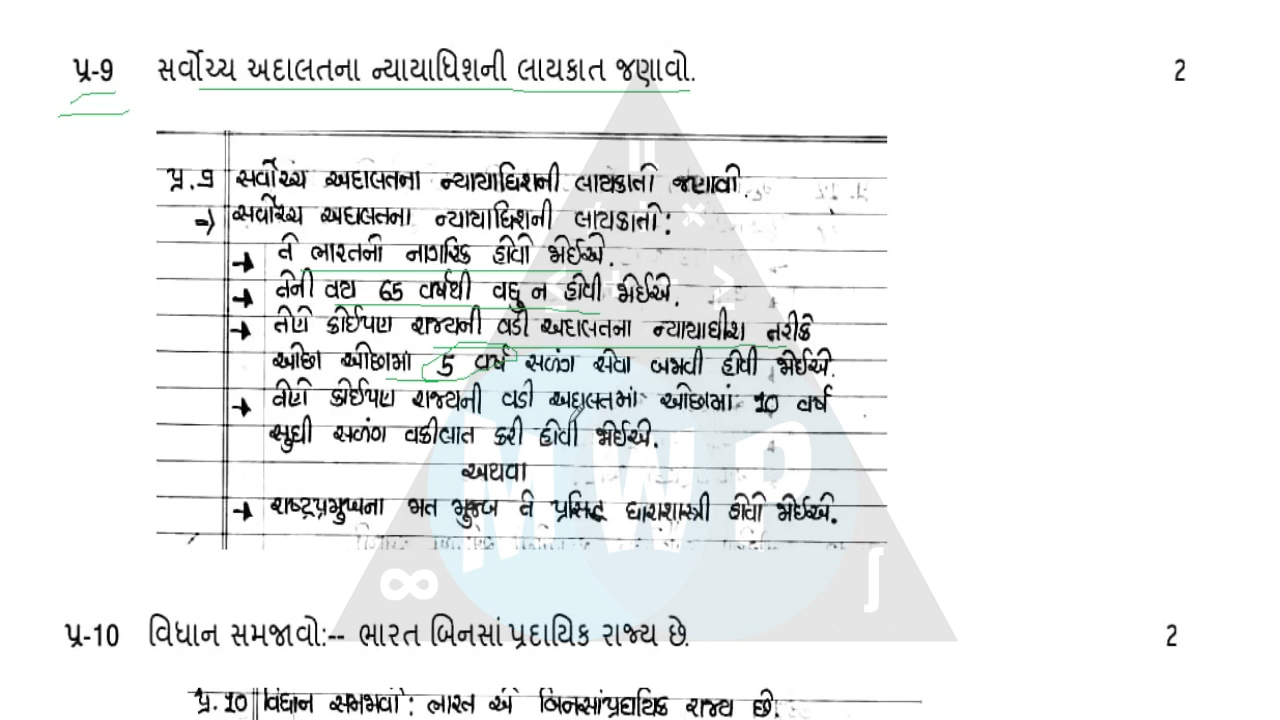 પ્ર-9 સર્વોચ્ચ અદાલતના ન્યાયાધિશની લાયકાત જણાવો. 2
પ્ર.9 સર્વોચ્ચ અદાલતના ન્યાયાધિશની લાયકાતો જણાવો.
⇒ સર્વોચ્ચ અદાલતના ન્યાયાધિશની લાયકાતો:
→ તે ભારતનો નાગરિક હોવો જોઈએ.
→ તેની વય 65 વર્ષથી વધુ ન હોવી જોઈએ.
→ તેણે કોઈપણ રાજ્યની વડી અદાલતના ન્યાયાધીશ તરીકે
ઓછા ઓછામાં 5 વર્ષ સળંગ સેવા બજાવી હોવી જોઈએ.
→ તેણે કોઈપણ રાજ્યની વડી અદાલતમાં ઓછામાં 10 વર્ષ
સુધી સળંગ વકીલાત કરી હોવી જોઈએ.
અથવા
→ રાષ્ટ્રપ્રમુખના મત મુજબ તે પ્રસિદ્ધ ધારાશાસ્ત્રી હોવો જોઈએ.
MWP
પ્ર-10 વિધાન સમજાવો:-- ભારત બિનસાંપ્રદાયિક રાજ્ય છે. 2
પ્ર.10 વિધાન સમજાવો: ભારત એ બિનસાંપ્રદાયિક રાજ્ય છે.